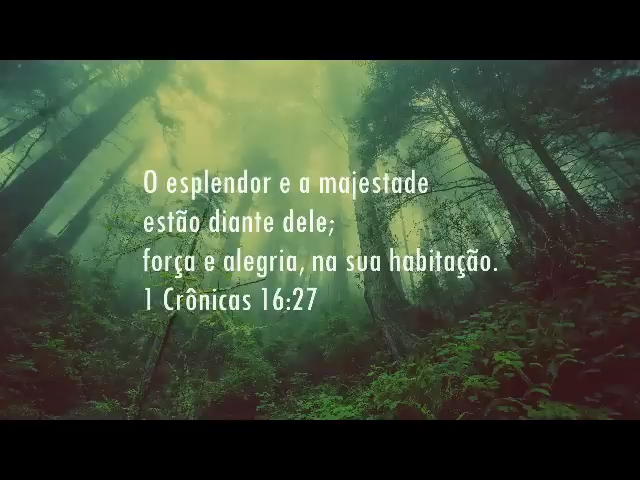 O esplendor e a majestade
estão diante dele;
força e alegria, na sua habitação.
1 Crônicas 16:27